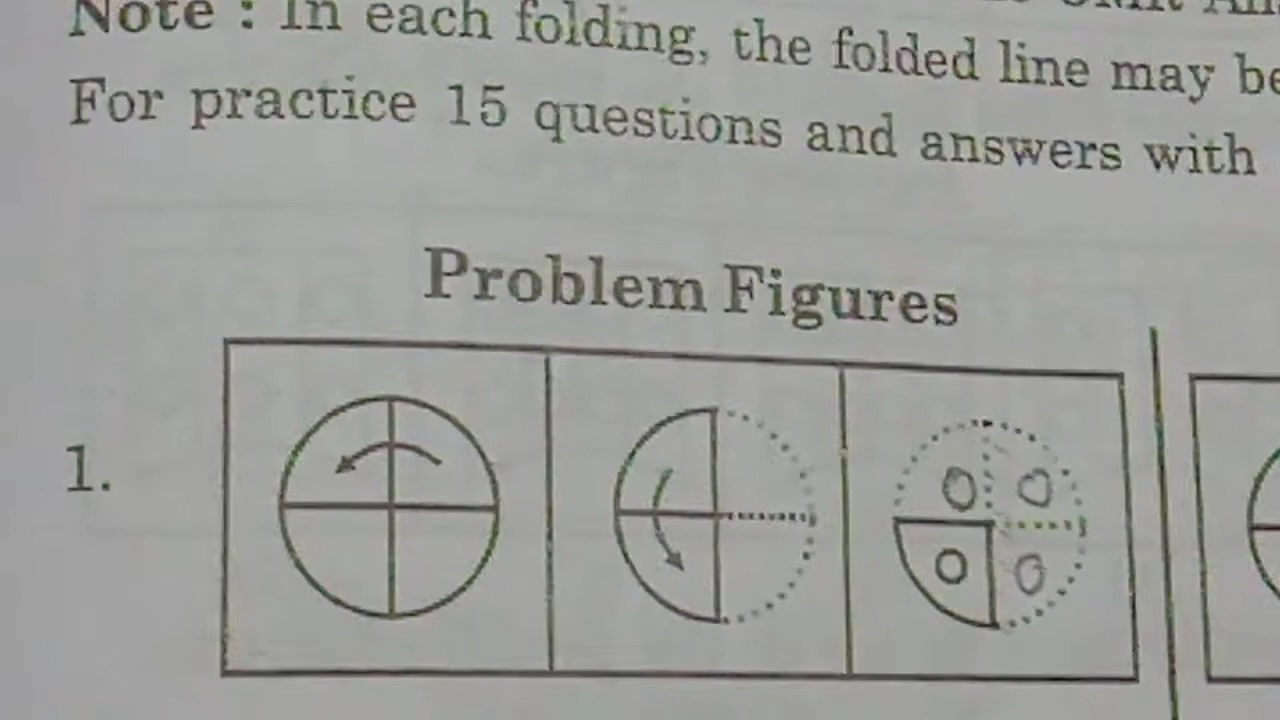 Note : In each folding, the folded line may be
For practice 15 questions and answers with
Problem Figures
1.